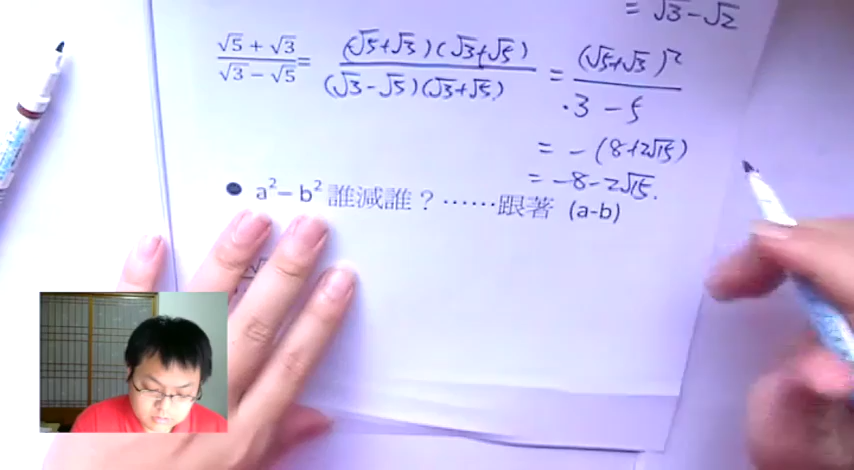 = √3 - √2
(√5 + √3)/(√3 - √5) = (√5+√3)(√3+√5)/(√3-√5)(√3+√5) = (√5+√3)²/3-5
= -(8+2√15)
= -8-2√15.
● a²-b² 誰減誰？……跟著 (a-b)